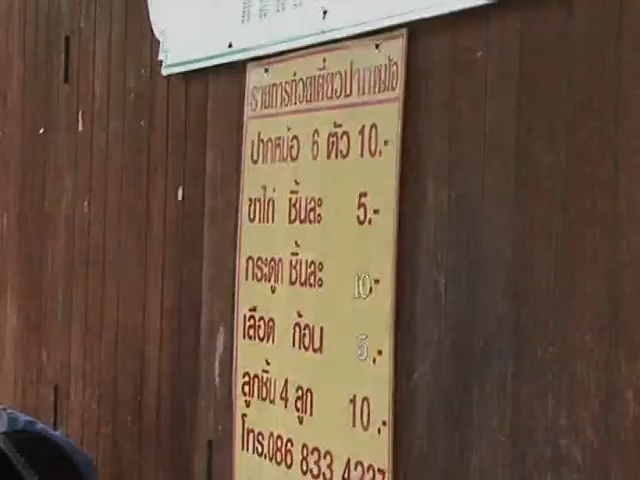 รายการก๋วยเตี๋ยวปากหม้อ
ปากหม้อ 6 ตัว 10.-
ขาไก่ ชิ้นละ 5.-
กระดูก ชิ้นละ 10.-
เลือด ก้อน 5.-
ลูกชิ้น 4 ลูก 10.-
โทร.086 833